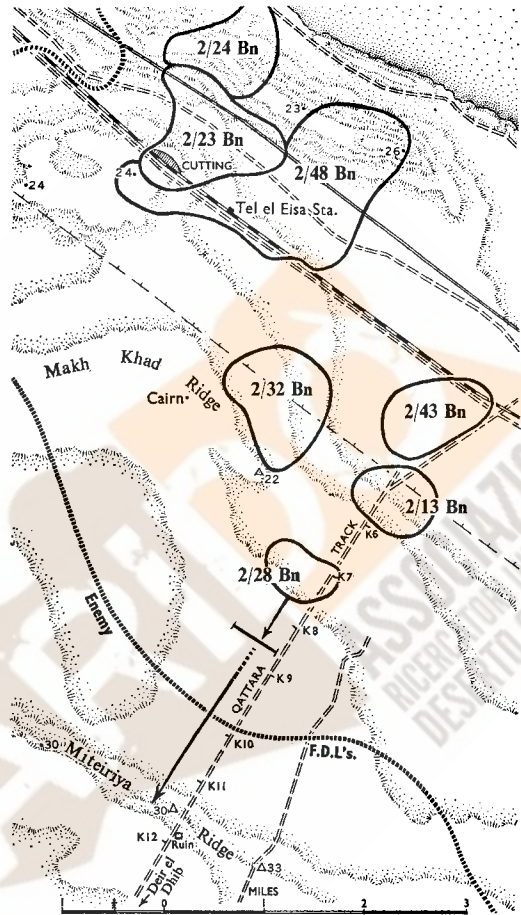 2/24 Bn
23
2/23 Bn
CUTTING
24
2/48 Bn
26
24
Tel el Eisa Sta.
Makh Khad Ridge
Cairn
2/32 Bn
2/43 Bn
22
2/13 Bn
K6
TRACK
2/28 Bn
K7
K8
Enemy
QATTARA
K9
K10
F.D.L's.
30
Miteiriya Ridge
K11
30
K12
Ruin
33
Deir el Dhib
MILES
0 1 2 3
ASSOCIAZIO
RICERCATORI
DESERTO